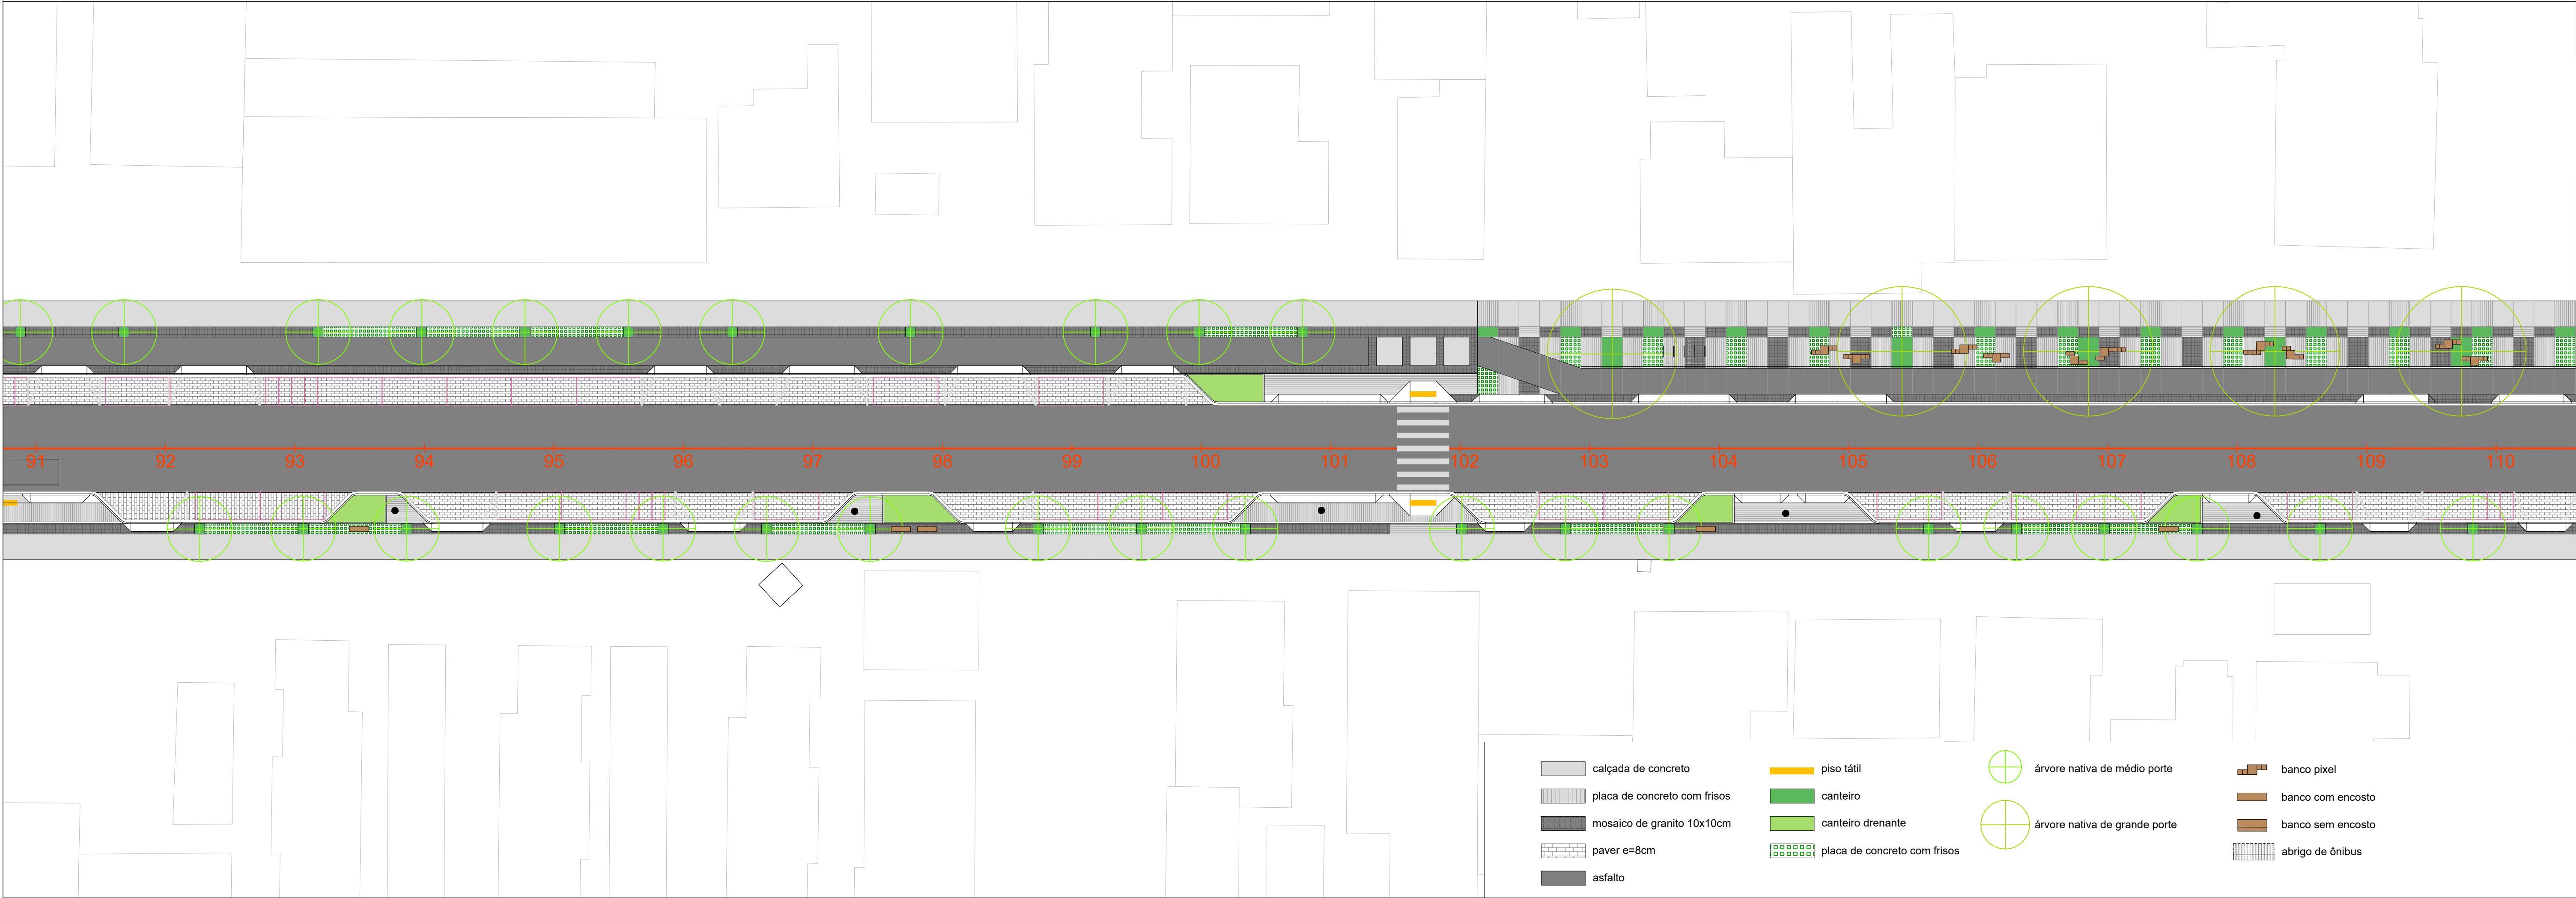 91 92 93 94 95 96 97 98 99 100 101 102 103 104 105 106 107 108 109 110
calçada de concreto
placa de concreto com frisos
mosaico de granito 10x10cm
paver e=8cm
asfalto
piso tátil
canteiro
canteiro drenante
placa de concreto com frisos
árvore nativa de médio porte
árvore nativa de grande porte
banco pixel
banco com encosto
banco sem encosto
abrigo de ônibus